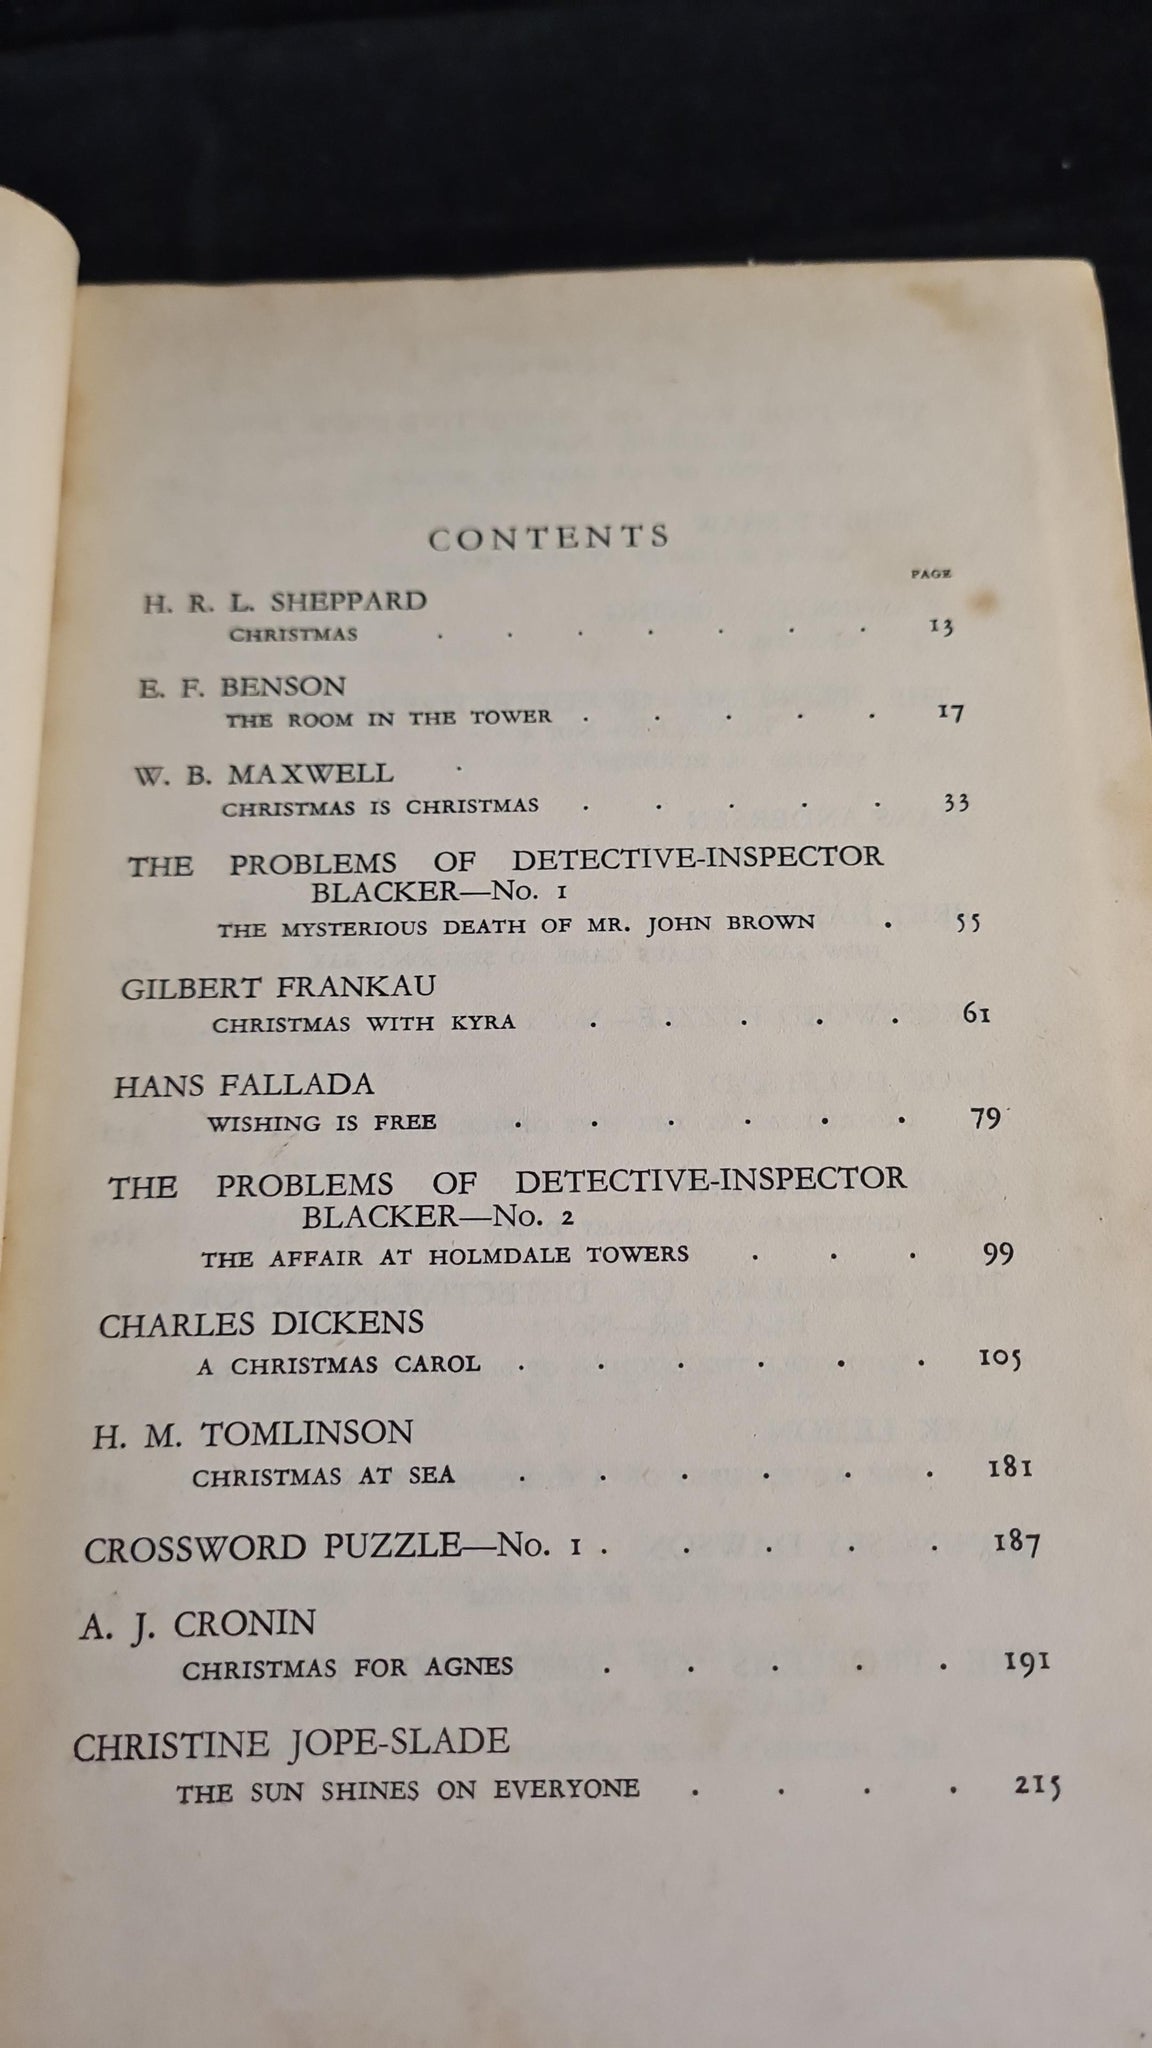 CONTENTS
PAGE
H. R. L. SHEPPARD
CHRISTMAS . . . . . . . 13
E. F. BENSON
THE ROOM IN THE TOWER . . . . . 17
W. B. MAXWELL
CHRISTMAS IS CHRISTMAS . . . . . 33
THE PROBLEMS OF DETECTIVE-INSPECTOR
BLACKER—No. 1
THE MYSTERIOUS DEATH OF MR. JOHN BROWN . 55
GILBERT FRANKAU
CHRISTMAS WITH KYRA . . . . . 61
HANS FALLADA
WISHING IS FREE . . . . . . 79
THE PROBLEMS OF DETECTIVE-INSPECTOR
BLACKER—No. 2
THE AFFAIR AT HOLMDALE TOWERS . . . 99
CHARLES DICKENS
A CHRISTMAS CAROL . . . . . . 105
H. M. TOMLINSON
CHRISTMAS AT SEA . . . . . . 181
CROSSWORD PUZZLE—No. 1 . . . . . 187
A. J. CRONIN
CHRISTMAS FOR AGNES . . . . . 191
CHRISTINE JOPE-SLADE
THE SUN SHINES ON EVERYONE . . . . 215